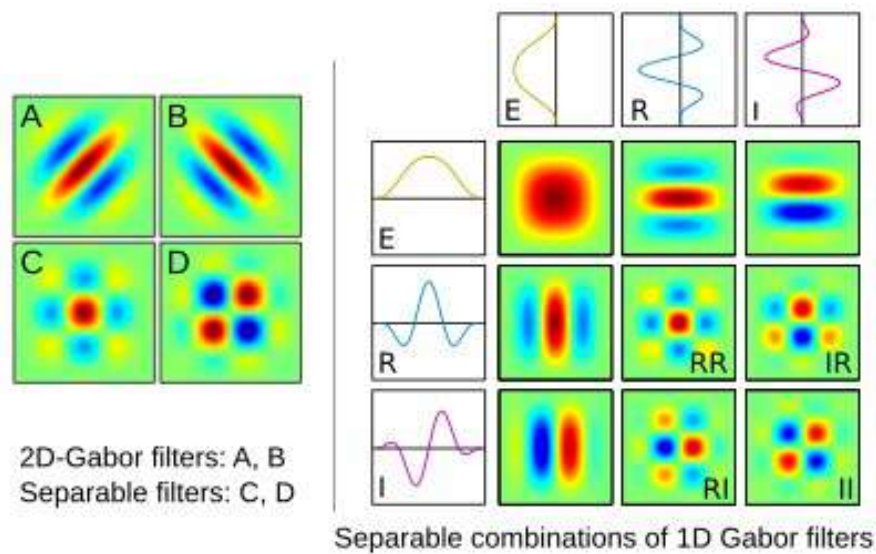 E R I
A B
E
C D
R RR IR
I RI II
2D-Gabor filters: A, B
Separable filters: C, D
Separable combinations of 1D Gabor filters